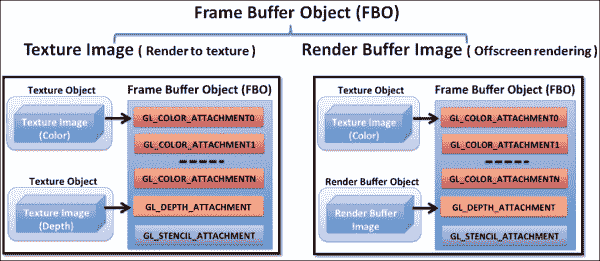 Frame Buffer Object (FBO)
Texture Image ( Render to texture )
Render Buffer Image ( Offscreen rendering )
Texture Object
Frame Buffer Object (FBO)
Texture Image
(Color)
GL_COLOR_ATTACHMENT0
GL_COLOR_ATTACHMENT1
GL_COLOR_ATTACHMENTN
Texture Object
Texture Image
(Depth)
GL_DEPTH_ATTACHMENT
GL_STENCIL_ATTACHMENT
Texture Object
Frame Buffer Object (FBO)
Texture Image
(Color)
GL_COLOR_ATTACHMENT0
GL_COLOR_ATTACHMENT1
GL_COLOR_ATTACHMENTN
Render Buffer Object
Render Buffer
Image
GL_DEPTH_ATTACHMENT
GL_STENCIL_ATTACHMENT